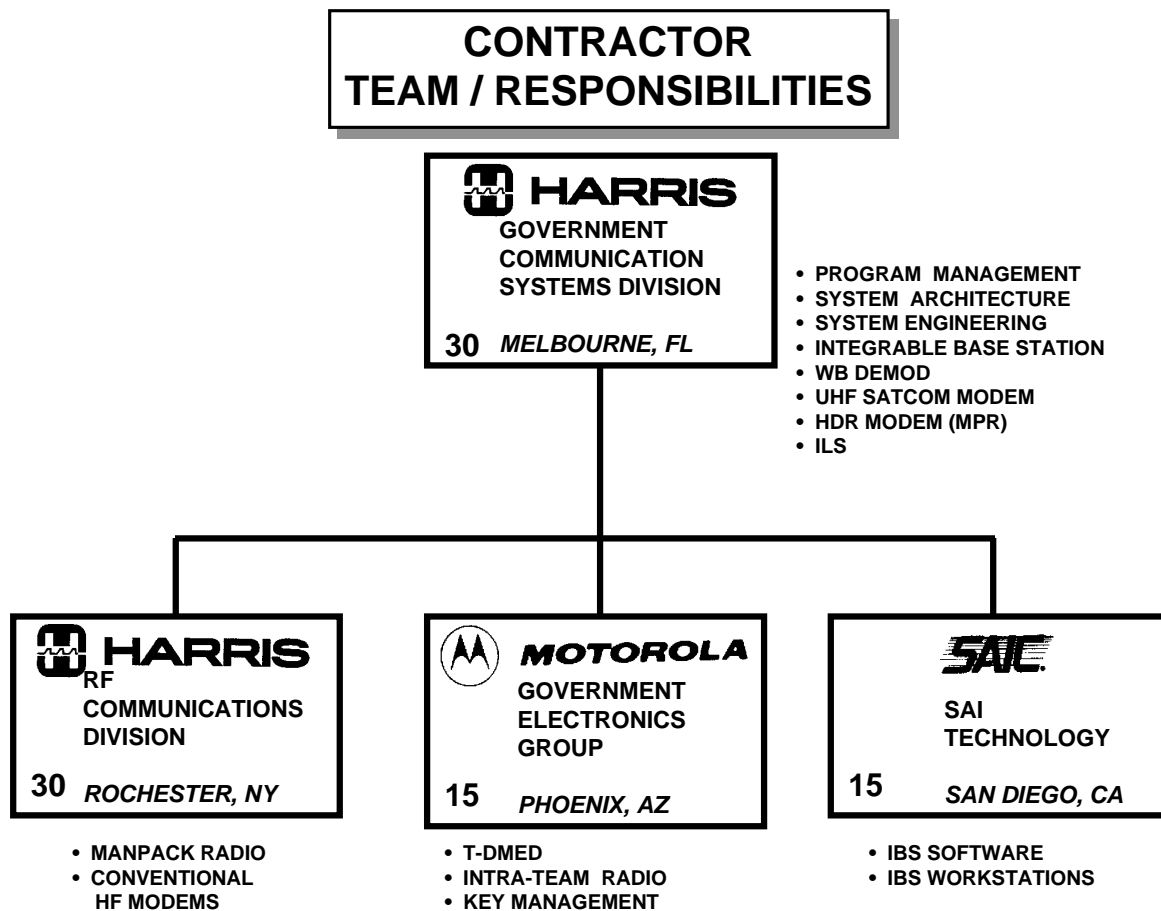 CONTRACTOR
TEAM / RESPONSIBILITIES
HARRIS
GOVERNMENT
COMMUNICATION
SYSTEMS DIVISION
30 MELBOURNE, FL
• PROGRAM MANAGEMENT
• SYSTEM ARCHITECTURE
• SYSTEM ENGINEERING
• INTEGRABLE BASE STATION
• WB DEMOD
• UHF SATCOM MODEM
• HDR MODEM (MPR)
• ILS
HARRIS
RF
COMMUNICATIONS
DIVISION
30 ROCHESTER, NY
• MANPACK RADIO
• CONVENTIONAL
HF MODEMS
MOTOROLA
GOVERNMENT
ELECTRONICS
GROUP
15 PHOENIX, AZ
• T-DMED
• INTRA-TEAM RADIO
• KEY MANAGEMENT
SAIC.
SAI
TECHNOLOGY
15 SAN DIEGO, CA
• IBS SOFTWARE
• IBS WORKSTATIONS